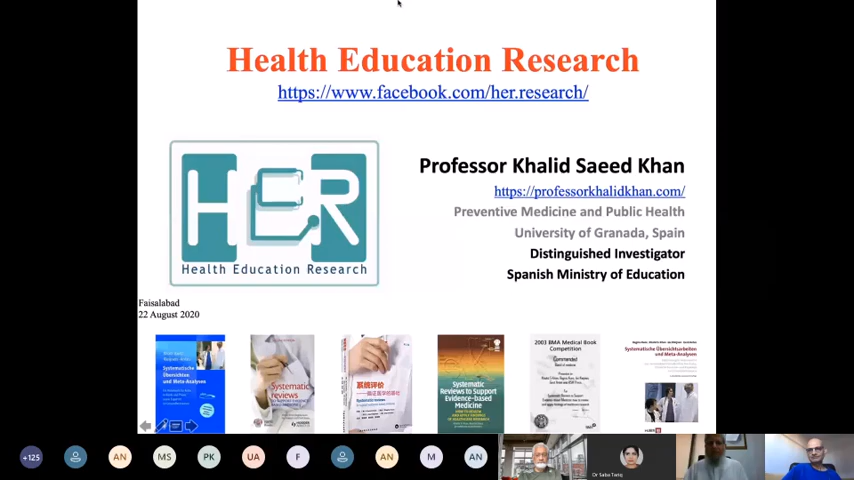 Health Education Research
https://www.facebook.com/her.research/
HER
Health Education Research
Professor Khalid Saeed Khan
https://professorkhalidkhan.com/
Preventive Medicine and Public Health
University of Granada, Spain
Distinguished Investigator
Spanish Ministry of Education
Faisalabad
22 August 2020
Systematische
Übersichten
und Meta-Analysen
Systematic
reviews
系统评价
Systematic
Reviews to Support
Evidence-based
Medicine
2003 BMA Medical Book
Competition
Commended
Systematische Übersichtsarbeiten
und Meta-Analysen
+125
AN
MS
PK
UA
F
AN
M
AN
Dr Saba Tariq